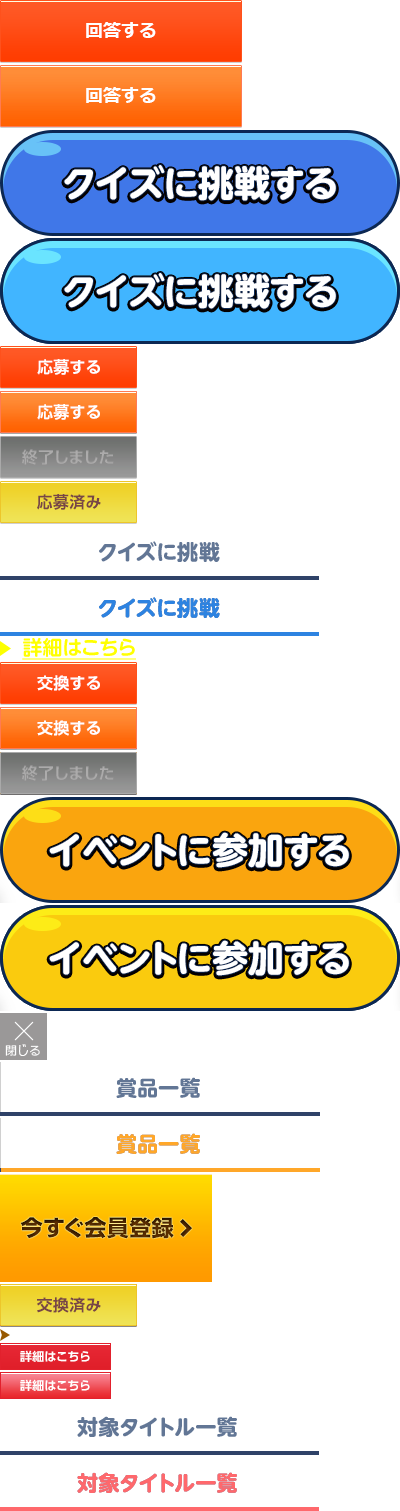 回答する
回答する
クイズに挑戦する
クイズに挑戦する
応募する
応募する
終了しました
応募済み
クイズに挑戦
クイズに挑戦
詳細はこちら
交換する
交換する
終了しました
イベントに参加する
イベントに参加する
閉じる
賞品一覧
賞品一覧
今すぐ会員登録
交換済み
詳細はこちら
詳細はこちら
対象タイトル一覧
対象タイトル一覧